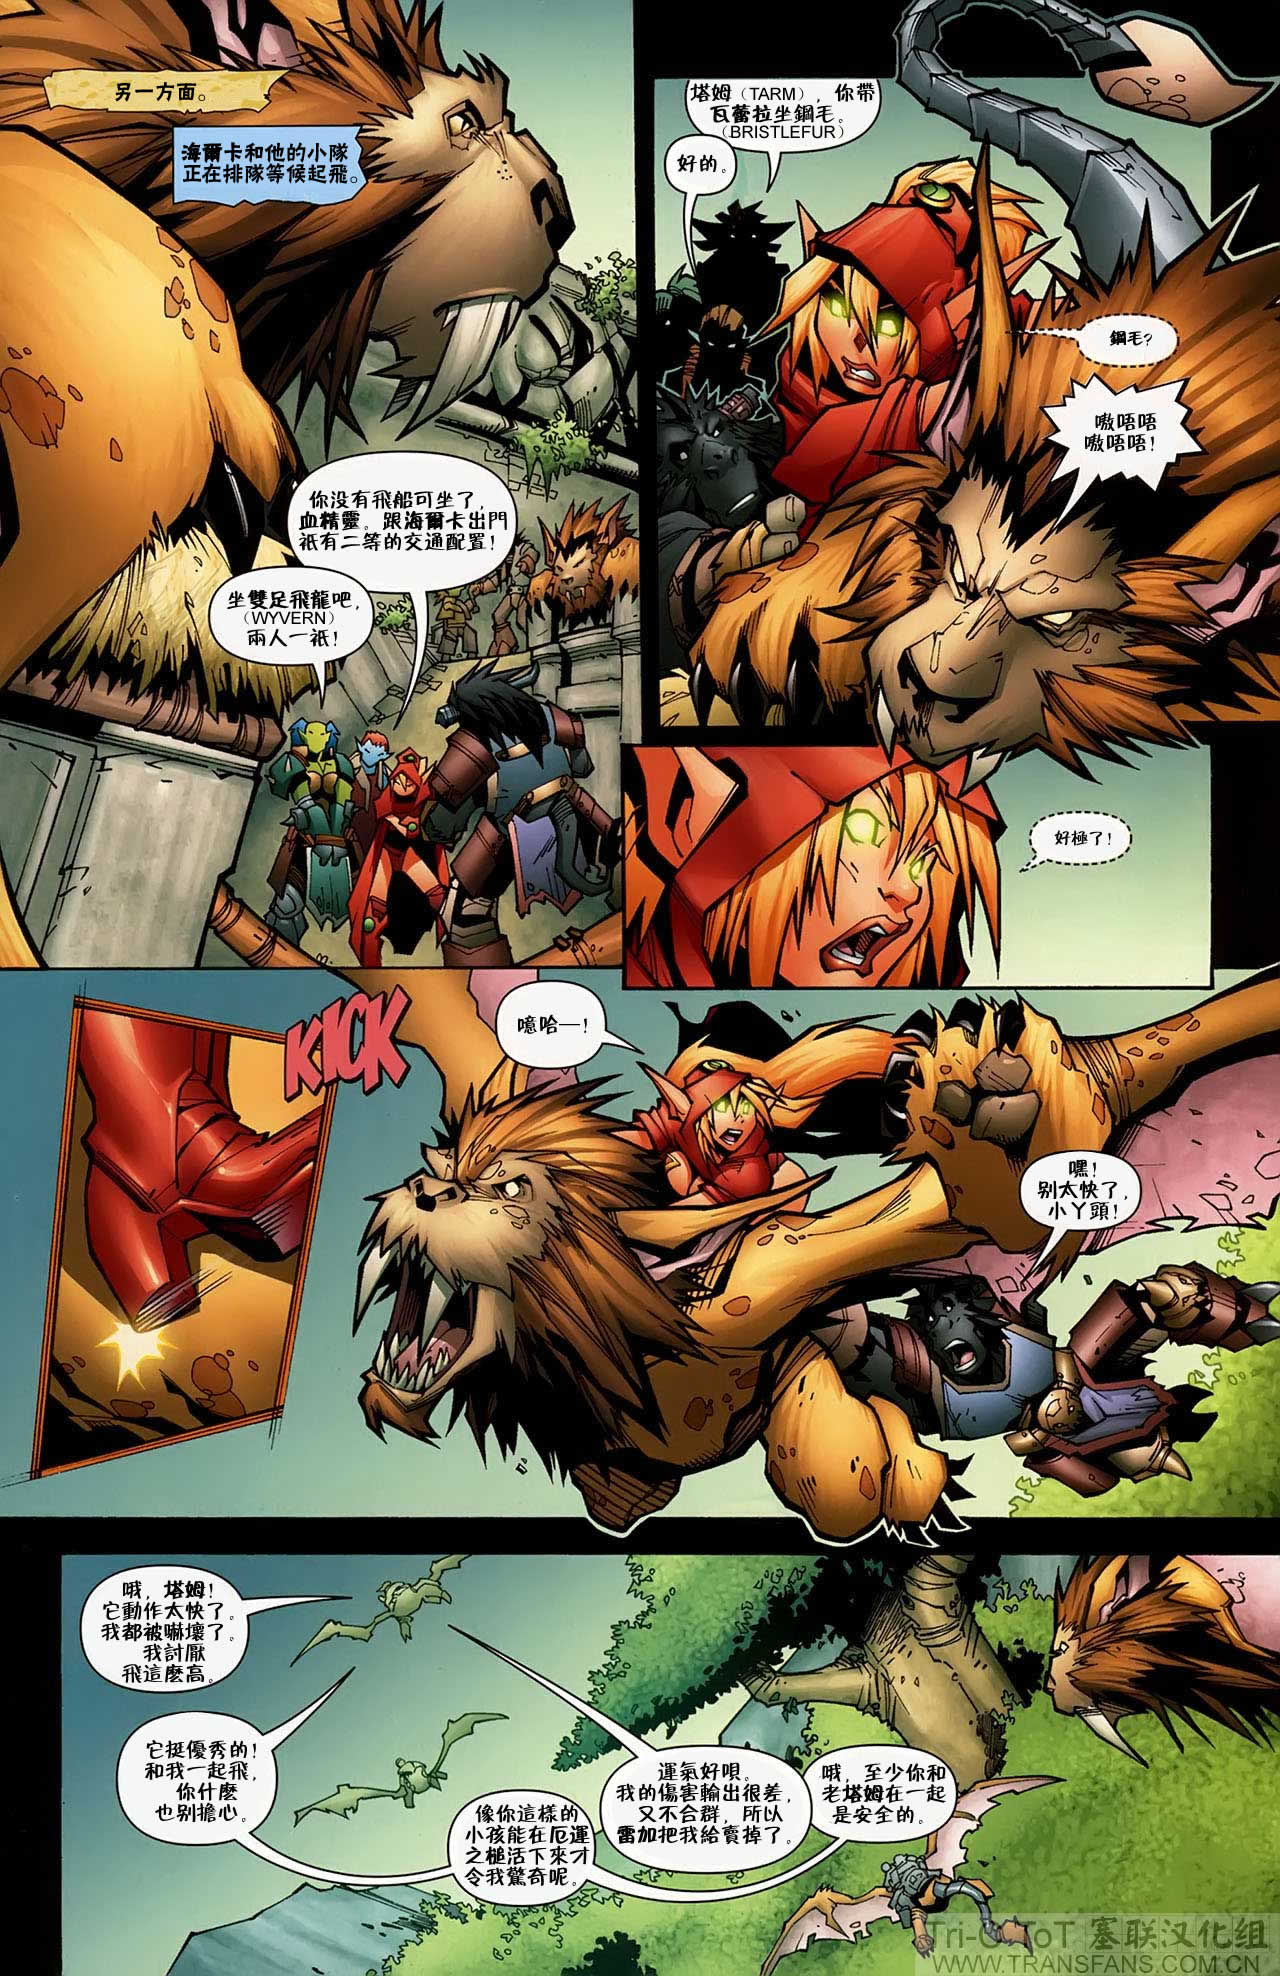 另一方面。
海爾卡和他的小隊
正在排隊等候起飛。
你没有飛船可坐了，
血精靈。跟海爾卡出門
衹有二等的交通配置！
坐雙足飛龍吧，
（WYVERN）
兩人一衹！
塔姆（TARM），你帶
瓦蕾拉坐鋼毛。
（BRISTLEFUR）
好的。
鋼毛？
嗷唔唔
嗷唔唔！
好極了！
KICK
噫哈—！
嘿！
别太快了，
小丫頭！
哦，塔姆！
它動作太快了。
我都被嚇壞了。
我討厭
飛這麽高。
它挺優秀的！
和我一起飛，
你什麽
也别擔心。
運氣好唄。
我的傷害輸出很差，
又不合群，所以
雷加把我給賣掉了。
像你這樣的
小孩能在厄運
之槌活下來才
令我驚奇呢。
哦，至少你和
老塔姆在一起
是安全的。
塞联汉化组
WWW.TRANSFANS.COM.CN